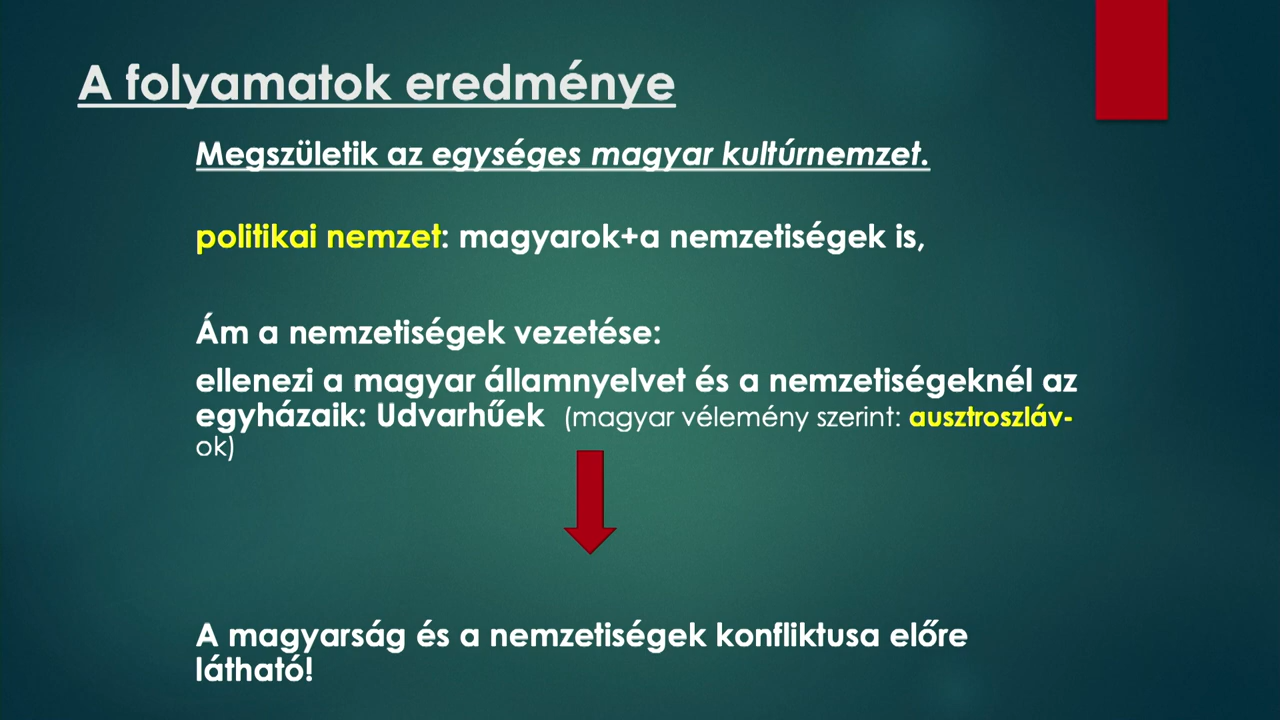 A folyamatok eredménye
Megszületik az egységes magyar kultúrnemzet.
politikai nemzet: magyarok+a nemzetiségek is,
Ám a nemzetiségek vezetése:
ellenezi a magyar államnyelvet és a nemzetiségeknél az
egyházaik: Udvarhűek (magyar vélemény szerint: ausztroszláv-
ok)
A magyarság és a nemzetiségek konfliktusa előre
látható!